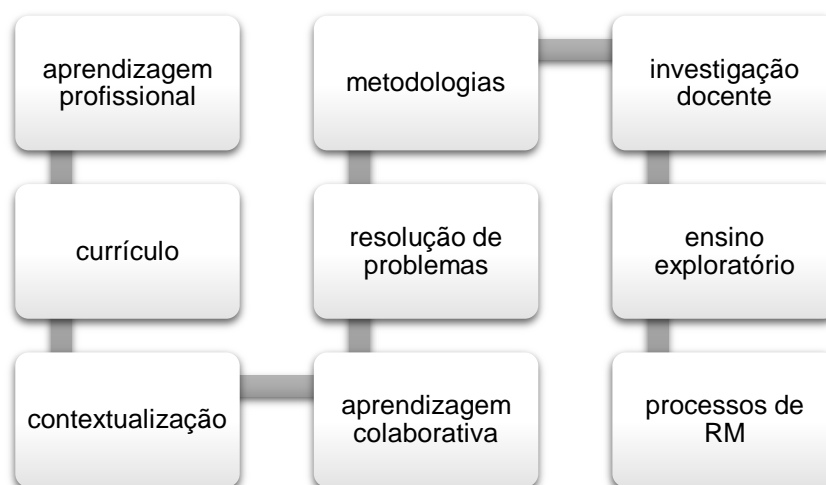 aprendizagem
profissional
currículo
contextualização
aprendizagem
colaborativa
resolução de
problemas
metodologias
investigação
docente
ensino
exploratório
processos de
RM